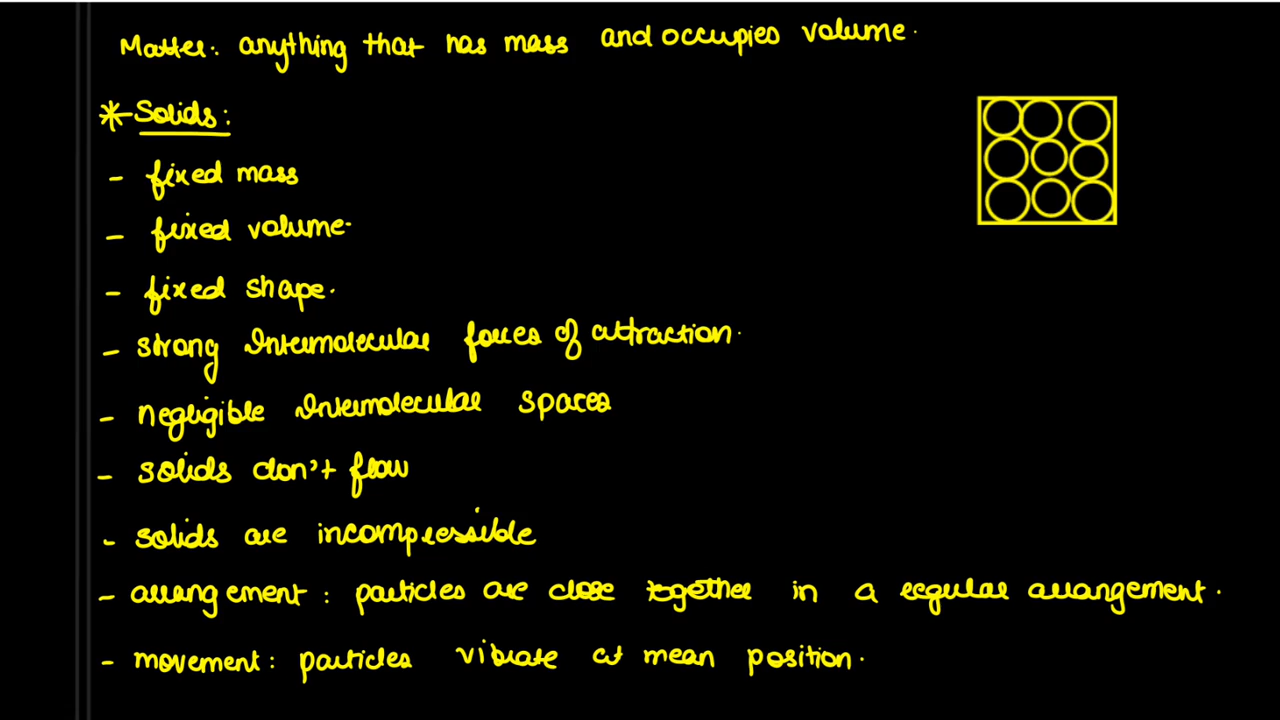 Matter: anything that has mass and occupies volume.
* Solids:
- fixed mass
- fixed volume.
- fixed shape.
- strong Intermolecular forces of attraction.
- negligible Intermolecular spaces
- solids don't flow
- solids are incompressible
- arrangement: particles are close together in a regular arrangement.
- movement: particles vibrate at mean position.